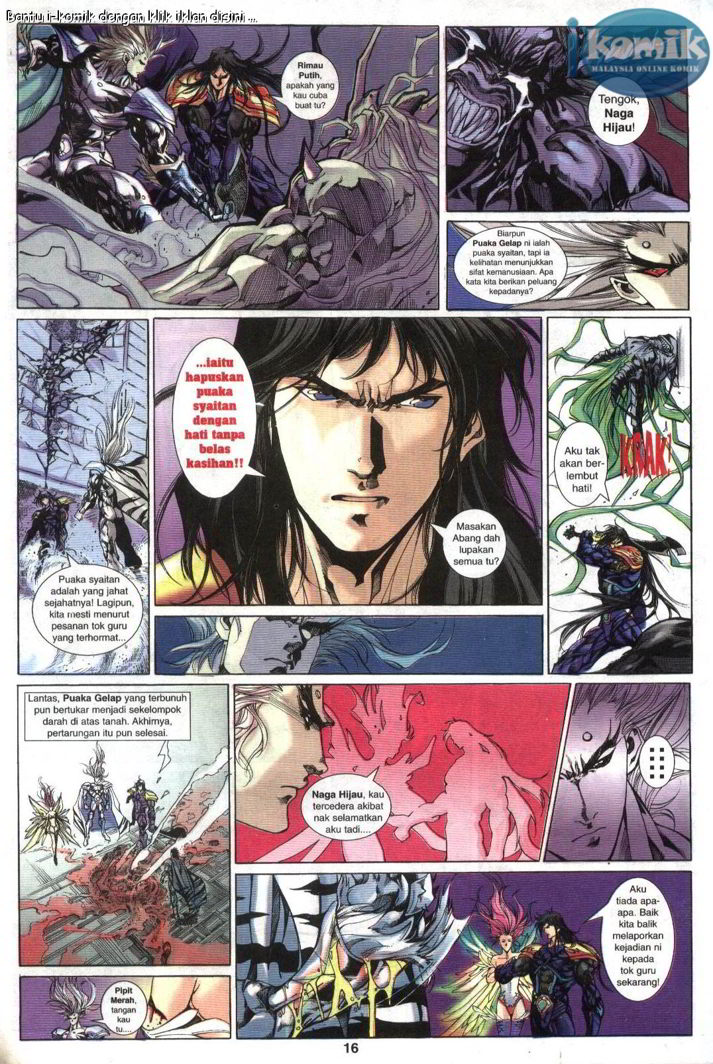 Bantu i-komik dengan klik iklan disini ...
i komik
MALAYSIA ONLINE KOMIK
Rimau
Putih,
apakah yang
kau cuba
buat tu?
Tengok,
Naga
Hijau!
Biarpun
Puaka Gelap ni ialah
puaka syaitan, tapi ia
kelihatan menunjukkan
sifat kemanusiaan. Apa
kata kita berikan peluang
kepadanya?
Puaka syaitan
adalah yang jahat
sejahatnya! Lagipun,
kita mesti menurut
pesanan tok guru
yang terhormat...
...iaitu
hapuskan
puaka
syaitan
dengan
hati tanpa
belas
kasihan!!
Masakan
Abang dah
lupakan
semua tu?
KRAK!
Aku tak
akan ber-
lembut
hati!
Lantas, Puaka Gelap yang terbunuh
pun bertukar menjadi sekelompok
darah di atas tanah. Akhirnya,
pertarungan itu pun selesai.
Naga Hijau, kau
tercedera akibat
nak selamatkan
aku tadi....
Pipit
Merah,
tangan
kau
tu....
Aku
tiada apa-
apa. Baik
kita balik
melaporkan
kejadian ni
kepada
tok guru
sekarang!
16